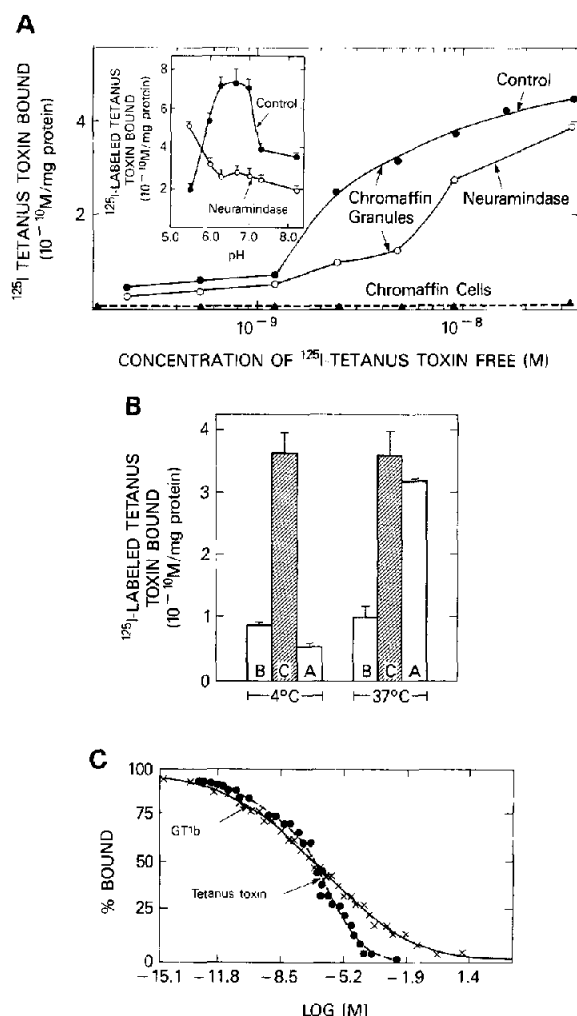 A
¹²⁵I TETANUS TOXIN BOUND
(10⁻¹⁰M/mg protein)
4
2
¹²⁵I-LABELED TETANUS
TOXIN BOUND
(10⁻¹⁰M/mg protein)
8
6
4
2
Control
Neuramindase
5.0 6.0 7.0 8.0
pH
Control
Chromaffin
Granules
Neuramindase
Chromaffin Cells
10⁻⁹ 10⁻⁸
CONCENTRATION OF ¹²⁵I-TETANUS TOXIN FREE (M)
B
¹²⁵I-LABELED TETANUS
TOXIN BOUND
(10⁻¹⁰M/mg protein)
4
3
2
1
0
B C A B C A
4°C 37°C
C
% BOUND
100
75
50
25
0
GT1b
Tetanus toxin
−15.1 −11.8 −8.5 −5.2 −1.9 1.4
LOG [M]